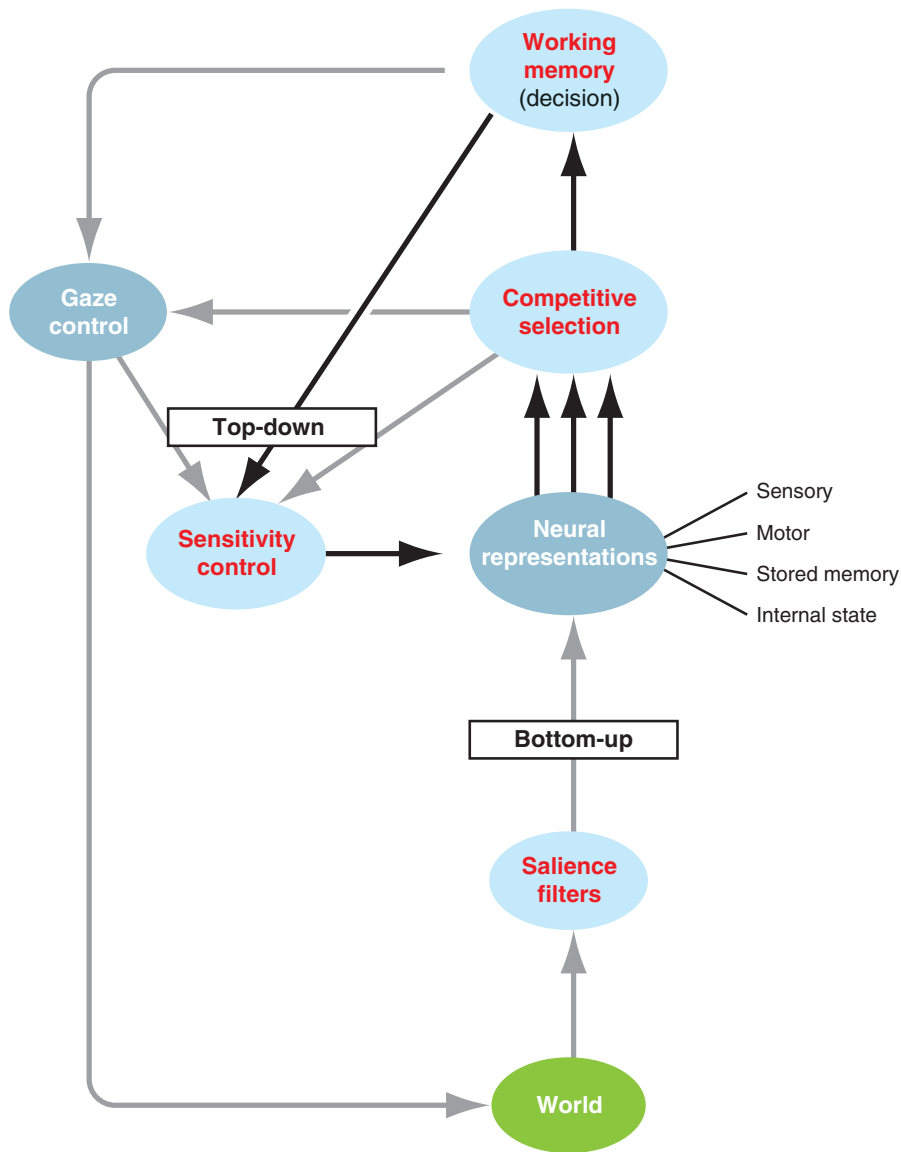 Working
memory
(decision)
Gaze
control
Competitive
selection
Top-down
Sensitivity
control
Neural
representations
Sensory
Motor
Stored memory
Internal state
Bottom-up
Salience
filters
World